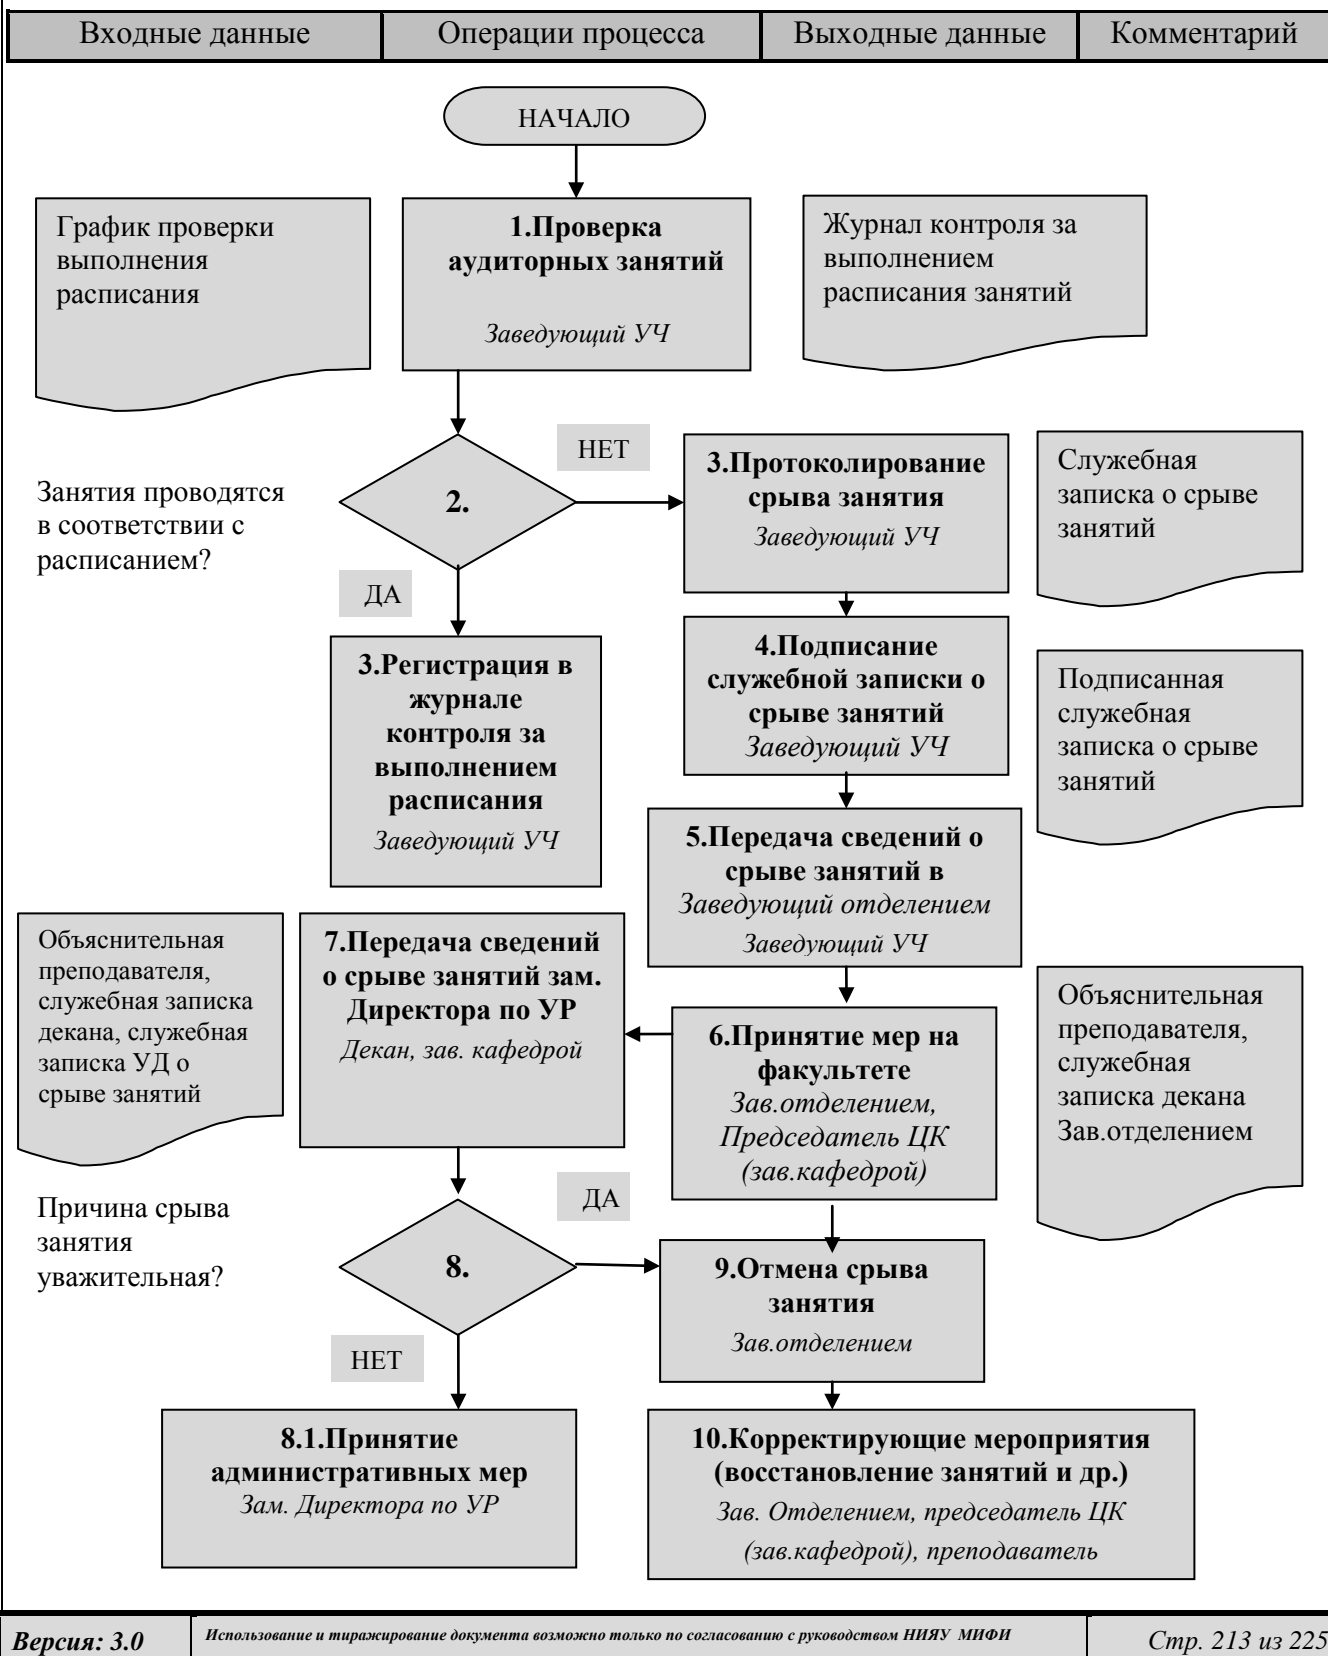 Входные данные
Операции процесса
Выходные данные
Комментарий
НАЧАЛО
График проверки
выполнения
расписания
1.Проверка
аудиторных занятий
Заведующий УЧ
Журнал контроля за
выполнением
расписания занятий
Занятия проводятся
в соответствии с
расписанием?
2.
НЕТ
ДА
3.Протоколирование
срыва занятия
Заведующий УЧ
Служебная
записка о срыве
занятий
3.Регистрация в
журнале
контроля за
выполнением
расписания
Заведующий УЧ
4.Подписание
служебной записки о
срыве занятий
Заведующий УЧ
Подписанная
служебная
записка о срыве
занятий
5.Передача сведений о
срыве занятий в
Заведующий отделением
Заведующий УЧ
Объяснительная
преподавателя,
служебная записка
декана, служебная
записка УД о
срыве занятий
7.Передача сведений
о срыве занятий зам.
Директора по УР
Декан, зав. кафедрой
6.Принятие мер на
факультете
Зав.отделением,
Председатель ЦК
(зав.кафедрой)
Объяснительная
преподавателя,
служебная
записка декана
Зав.отделением
Причина срыва
занятия
уважительная?
8.
ДА
НЕТ
9.Отмена срыва
занятия
Зав.отделением
8.1.Принятие
административных мер
Зам. Директора по УР
10.Корректирующие мероприятия
(восстановление занятий и др.)
Зав. Отделением, председатель ЦК
(зав.кафедрой), преподаватель
Версия: 3.0
Использование и тиражирование документа возможно только по согласованию с руководством НИЯУ МИФИ
Стр. 213 из 225